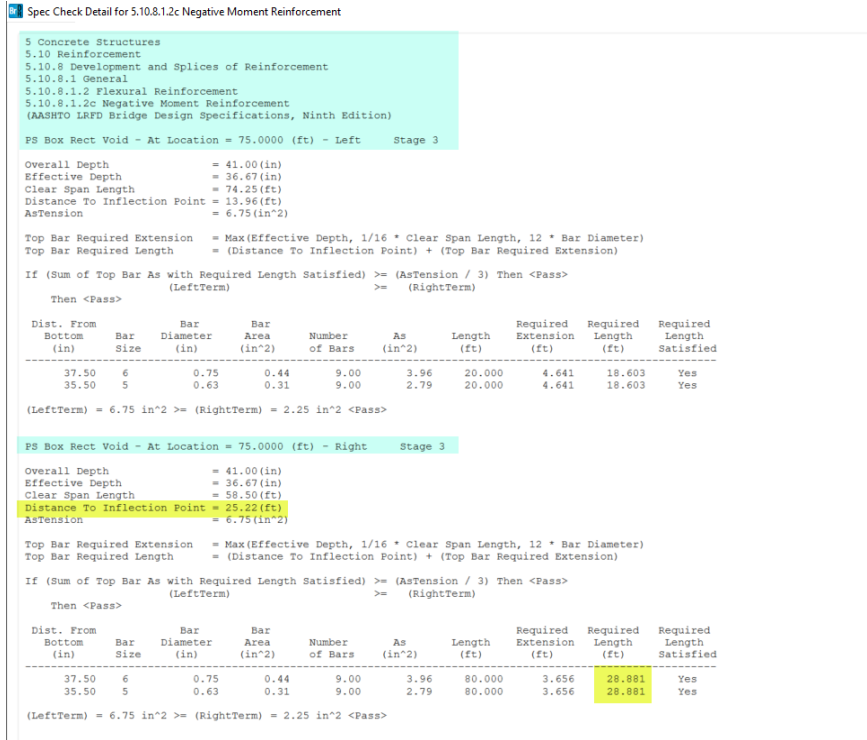 Br R Spec Check Detail for 5.10.8.1.2c Negative Moment Reinforcement
5 Concrete Structures
5.10 Reinforcement
5.10.8 Development and Splices of Reinforcement
5.10.8.1 General
5.10.8.1.2 Flexural Reinforcement
5.10.8.1.2c Negative Moment Reinforcement
(AASHTO LRFD Bridge Design Specifications, Ninth Edition)
PS Box Rect Void - At Location = 75.0000 (ft) - Left Stage 3
Overall Depth = 41.00(in)
Effective Depth = 36.67(in)
Clear Span Length = 74.25(ft)
Distance To Inflection Point = 13.96(ft)
AsTension = 6.75(in^2)
Top Bar Required Extension = Max(Effective Depth, 1/16 * Clear Span Length, 12 * Bar Diameter)
Top Bar Required Length = (Distance To Inflection Point) + (Top Bar Required Extension)
If (Sum of Top Bar As with Required Length Satisfied) >= (AsTension / 3) Then <Pass>
(LeftTerm) >= (RightTerm)
Then <Pass>
Dist. From Bar Bar Required Required Required
Bottom Bar Diameter Area Number As Length Extension Length Length
(in) Size (in) (in^2) of Bars (in^2) (ft) (ft) (ft) Satisfied
37.50 6 0.75 0.44 9.00 3.96 20.000 4.641 18.603 Yes
35.50 5 0.63 0.31 9.00 2.79 20.000 4.641 18.603 Yes
(LeftTerm) = 6.75 in^2 >= (RightTerm) = 2.25 in^2 <Pass>
PS Box Rect Void - At Location = 75.0000 (ft) - Right Stage 3
Overall Depth = 41.00(in)
Effective Depth = 36.67(in)
Clear Span Length = 58.50(ft)
Distance To Inflection Point = 25.22(ft)
AsTension = 6.75(in^2)
Top Bar Required Extension = Max(Effective Depth, 1/16 * Clear Span Length, 12 * Bar Diameter)
Top Bar Required Length = (Distance To Inflection Point) + (Top Bar Required Extension)
If (Sum of Top Bar As with Required Length Satisfied) >= (AsTension / 3) Then <Pass>
(LeftTerm) >= (RightTerm)
Then <Pass>
Dist. From Bar Bar Required Required Required
Bottom Bar Diameter Area Number As Length Extension Length Length
(in) Size (in) (in^2) of Bars (in^2) (ft) (ft) (ft) Satisfied
37.50 6 0.75 0.44 9.00 3.96 80.000 3.656 28.881 Yes
35.50 5 0.63 0.31 9.00 2.79 80.000 3.656 28.881 Yes
(LeftTerm) = 6.75 in^2 >= (RightTerm) = 2.25 in^2 <Pass>